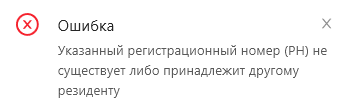 Ошибка
Указанный регистрационный номер (РН) не
существует либо принадлежит другому
резиденту